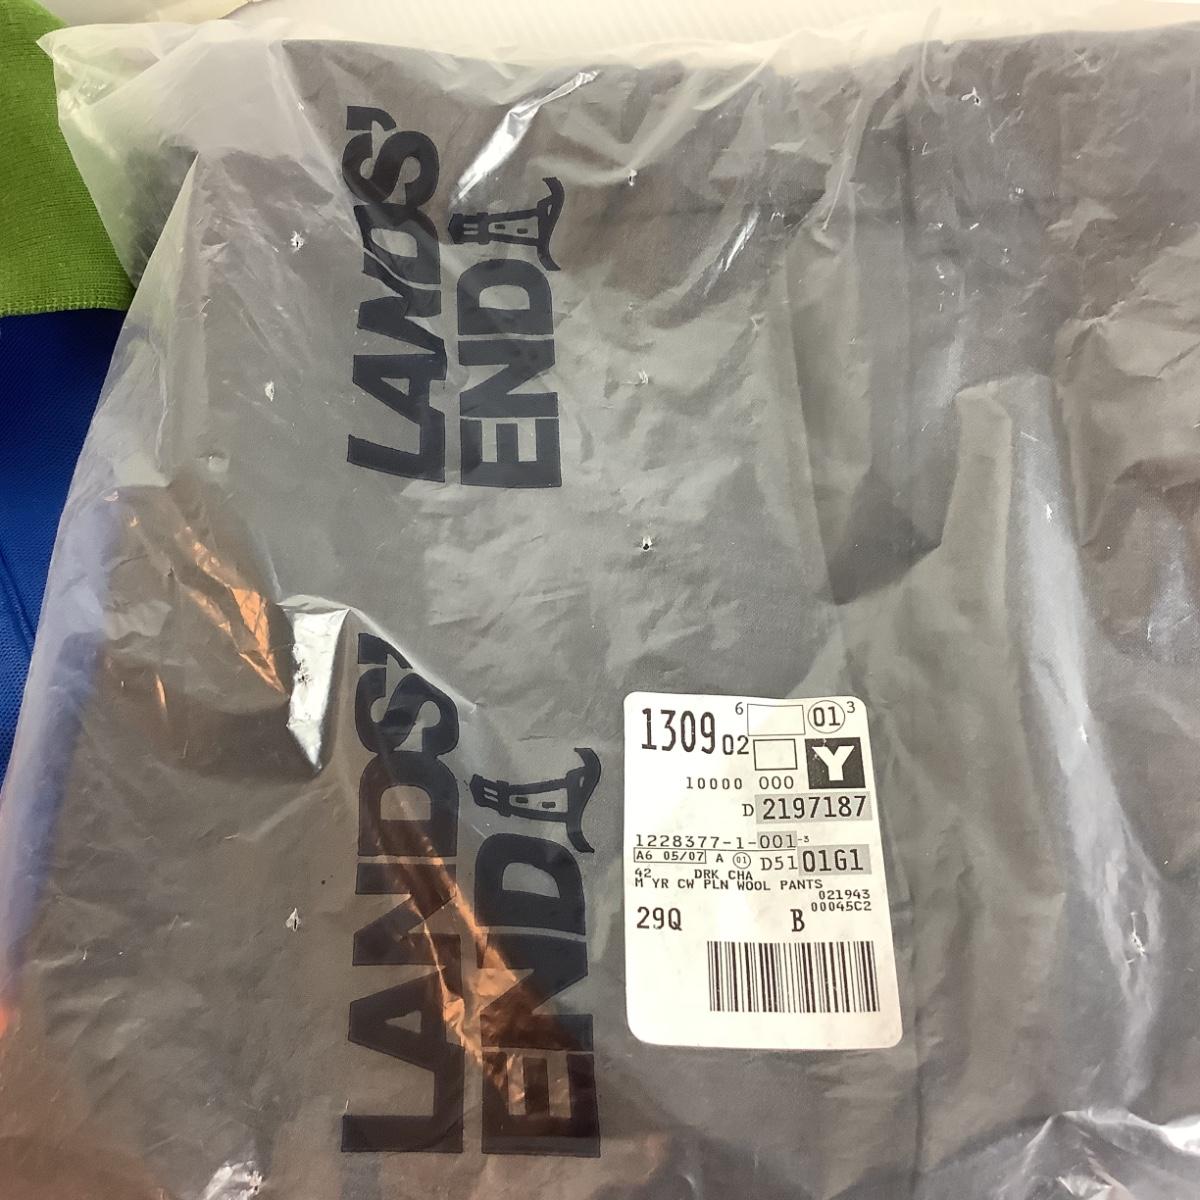 LANDS'
END
LANDS'
END
1309 6 01 3
02 Y
10000 000
D 2197187
1228377-1-001-3
A6 05/07 A 01 D51 01G1
42 DRK CHA
M YR CW PLN WOOL PANTS
021943
00045C2
29Q B